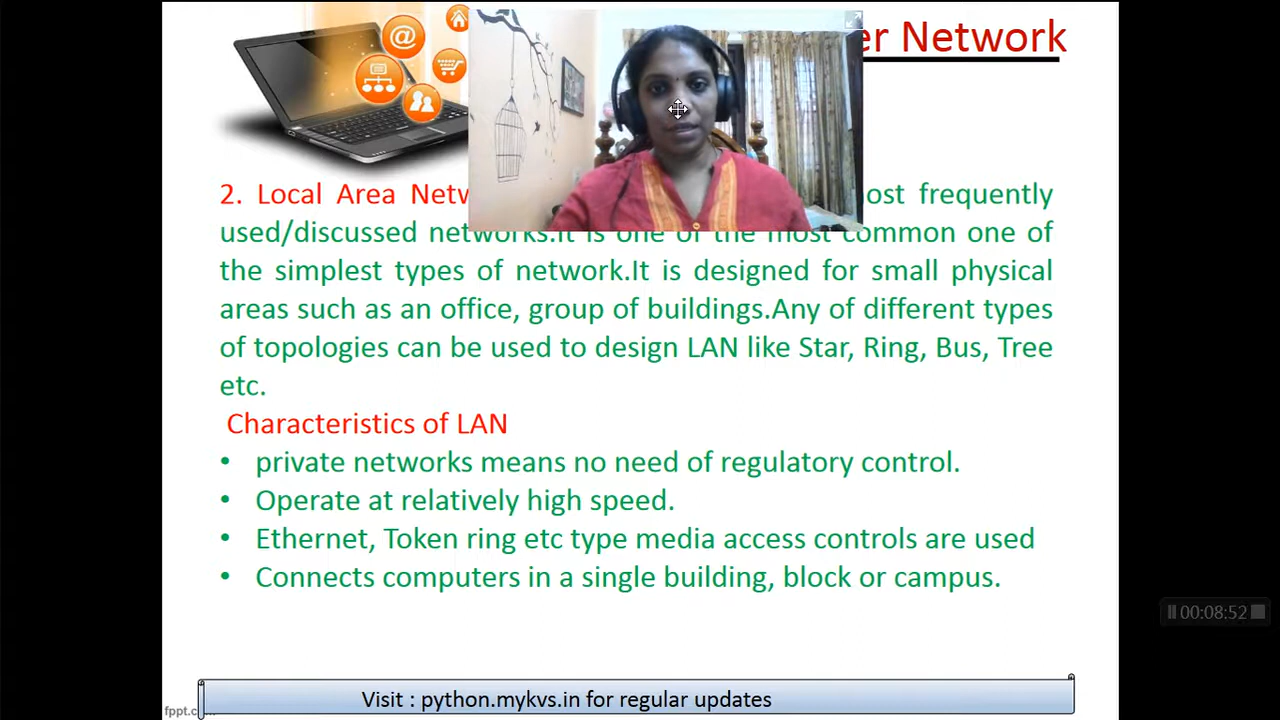 er Network
2. Local Area Netw ost frequently
used/discussed networks.It is one of the most common one of
the simplest types of network.It is designed for small physical
areas such as an office, group of buildings.Any of different types
of topologies can be used to design LAN like Star, Ring, Bus, Tree
etc.
Characteristics of LAN
• private networks means no need of regulatory control.
• Operate at relatively high speed.
• Ethernet, Token ring etc type media access controls are used
• Connects computers in a single building, block or campus.
00:08:52
Visit : python.mykvs.in for regular updates
fppt.c